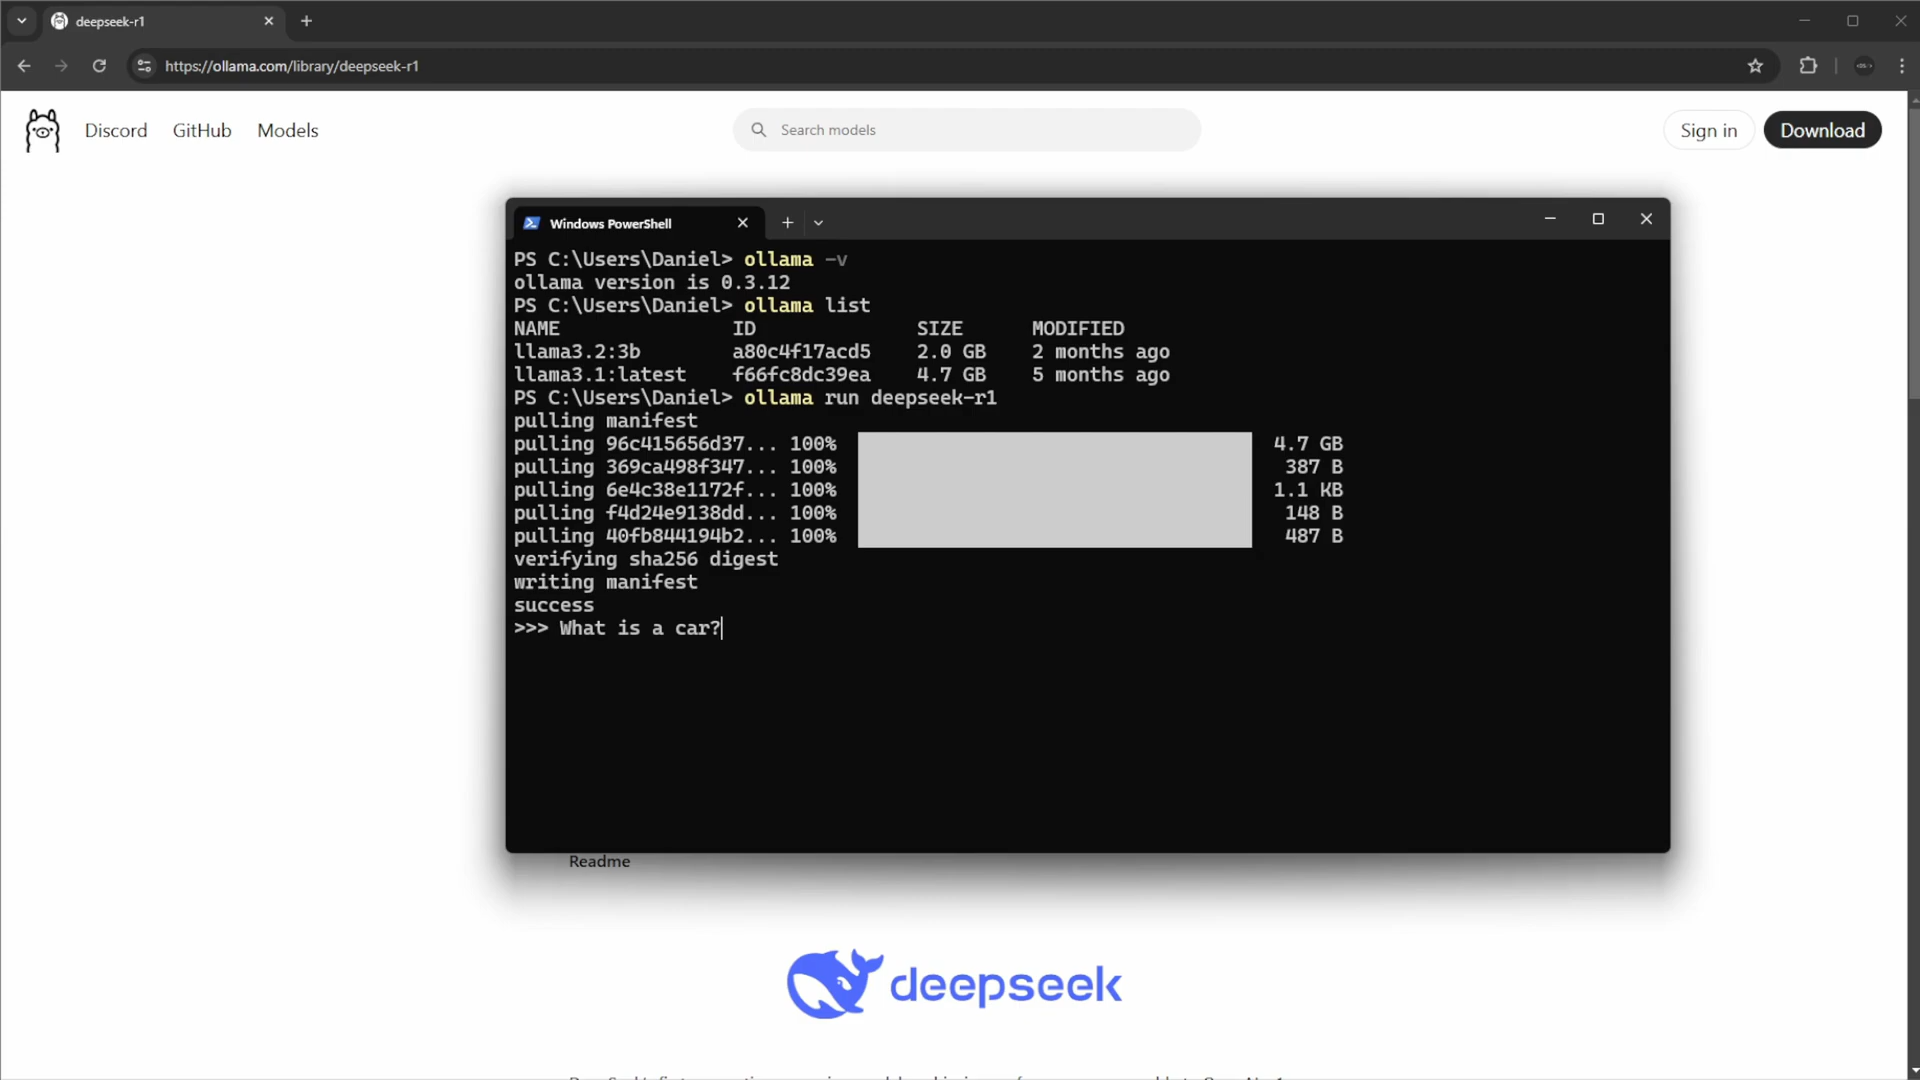 deepseek-r1
https://ollama.com/library/deepseek-r1
Discord GitHub Models
Search models
Sign in Download
Windows PowerShell
PS C:\Users\Daniel> ollama -v
ollama version is 0.3.12
PS C:\Users\Daniel> ollama list
NAME ID SIZE MODIFIED
llama3.2:3b a80c4f17acd5 2.0 GB 2 months ago
llama3.1:latest f66fc8dc39ea 4.7 GB 5 months ago
PS C:\Users\Daniel> ollama run deepseek-r1
pulling manifest
pulling 96c415656d37... 100% 4.7 GB
pulling 369ca498f347... 100% 387 B
pulling 6e4c38e1172f... 100% 1.1 KB
pulling f4d24e9138dd... 100% 148 B
pulling 40fb844194b2... 100% 487 B
verifying sha256 digest
writing manifest
success
>>> What is a car?
Readme
deepseek